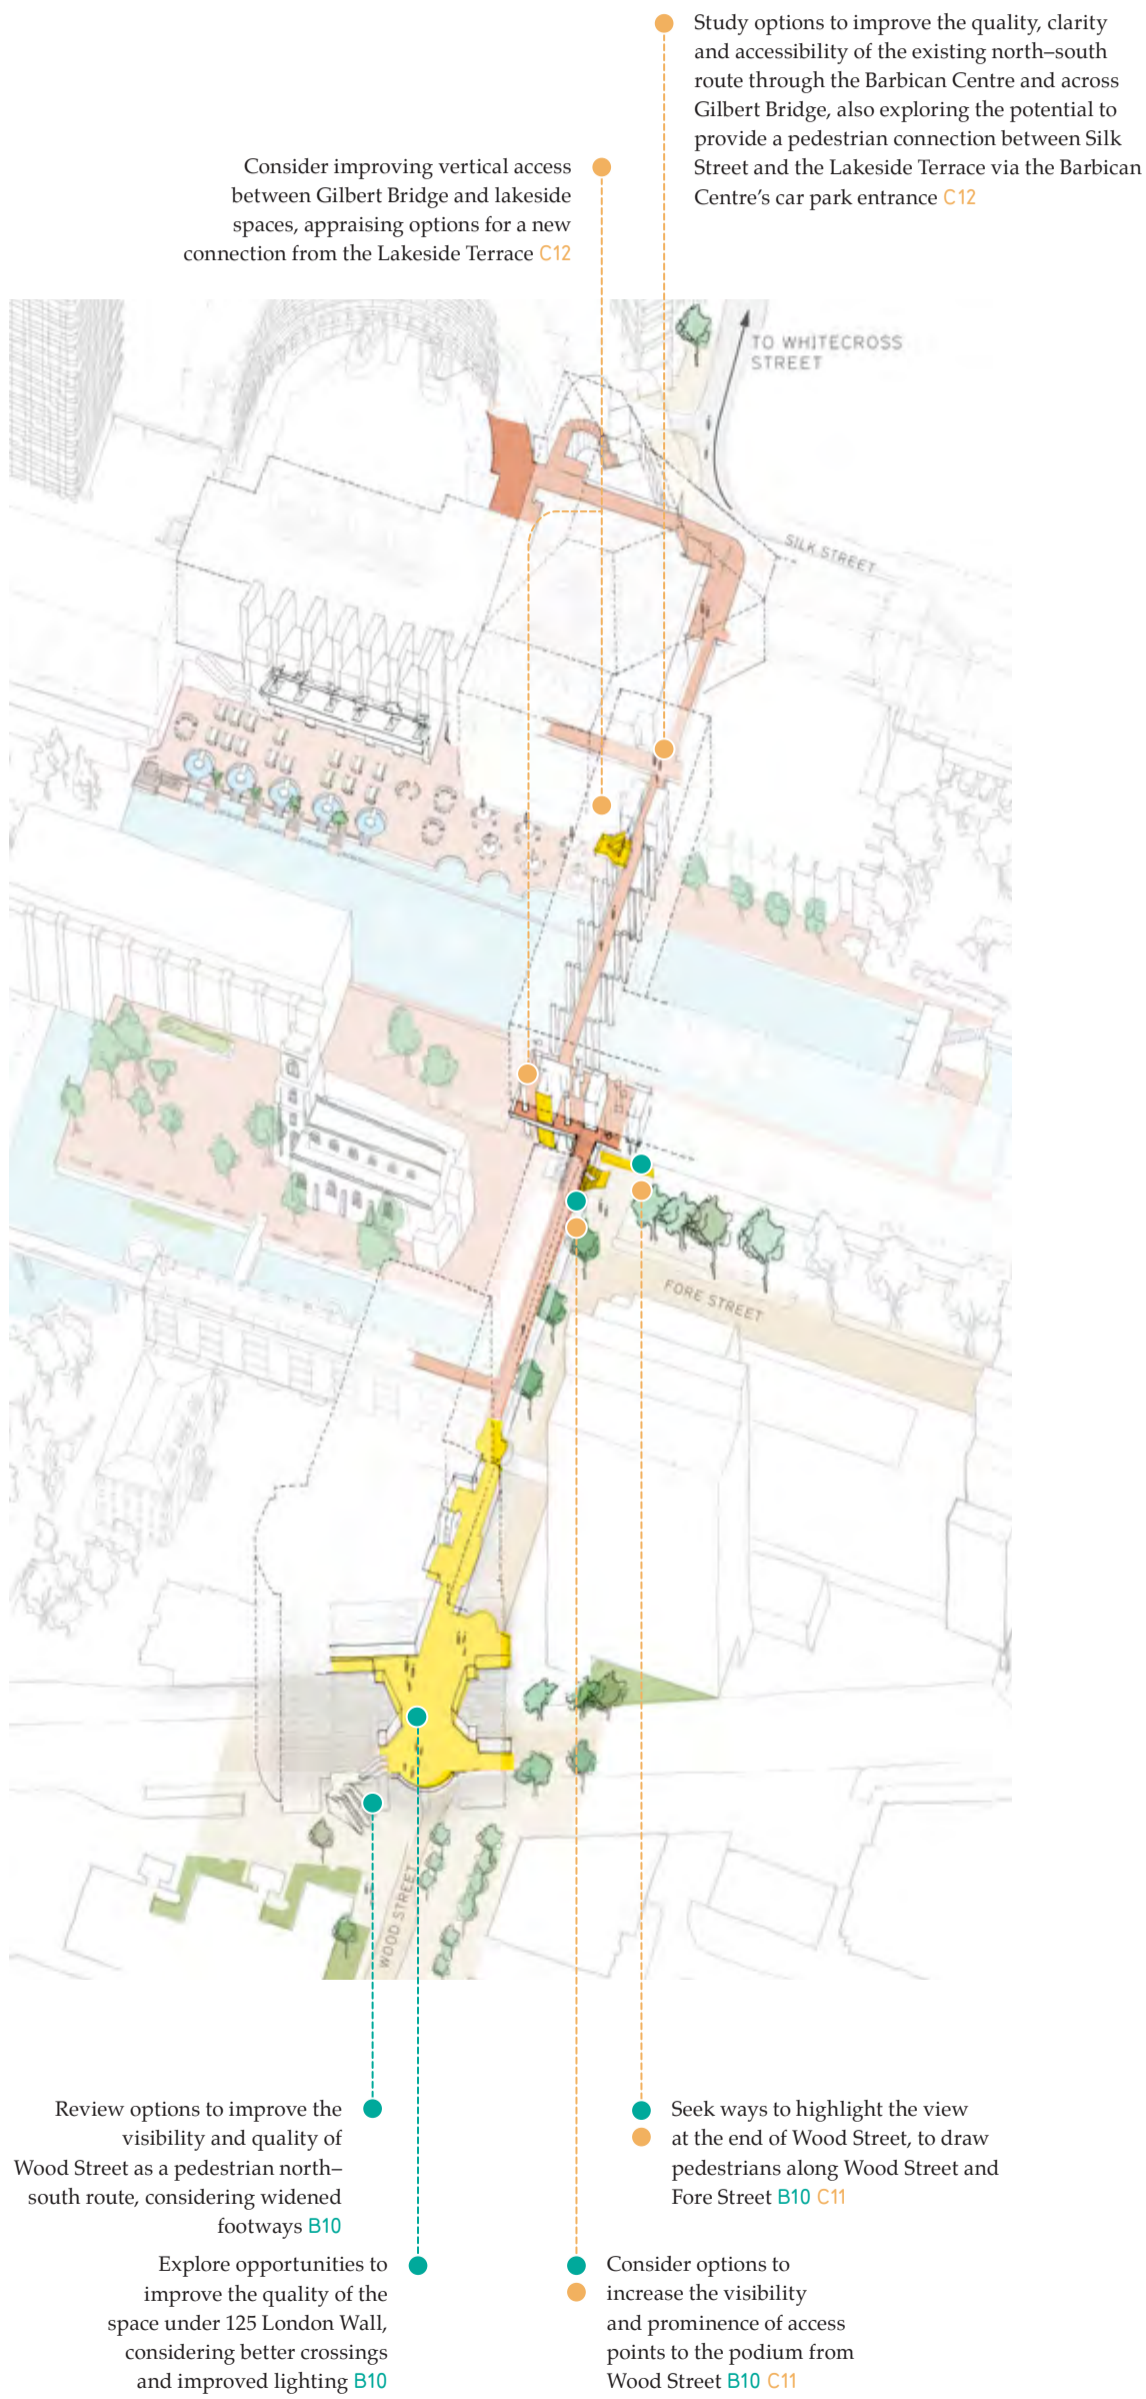 Study options to improve the quality, clarity
and accessibility of the existing north–south
route through the Barbican Centre and across
Gilbert Bridge, also exploring the potential to
provide a pedestrian connection between Silk
Street and the Lakeside Terrace via the Barbican
Centre’s car park entrance C12
Consider improving vertical access
between Gilbert Bridge and lakeside
spaces, appraising options for a new
connection from the Lakeside Terrace C12
TO WHITECROSS
STREET
SILK STREET
FORE STREET
WOOD STREET
Review options to improve the
visibility and quality of
Wood Street as a pedestrian north–
south route, considering widened
footways B10
Seek ways to highlight the view
at the end of Wood Street, to draw
pedestrians along Wood Street and
Fore Street B10 C11
Explore opportunities to
improve the quality of the
space under 125 London Wall,
considering better crossings
and improved lighting B10
Consider options to
increase the visibility
and prominence of access
points to the podium from
Wood Street B10 C11